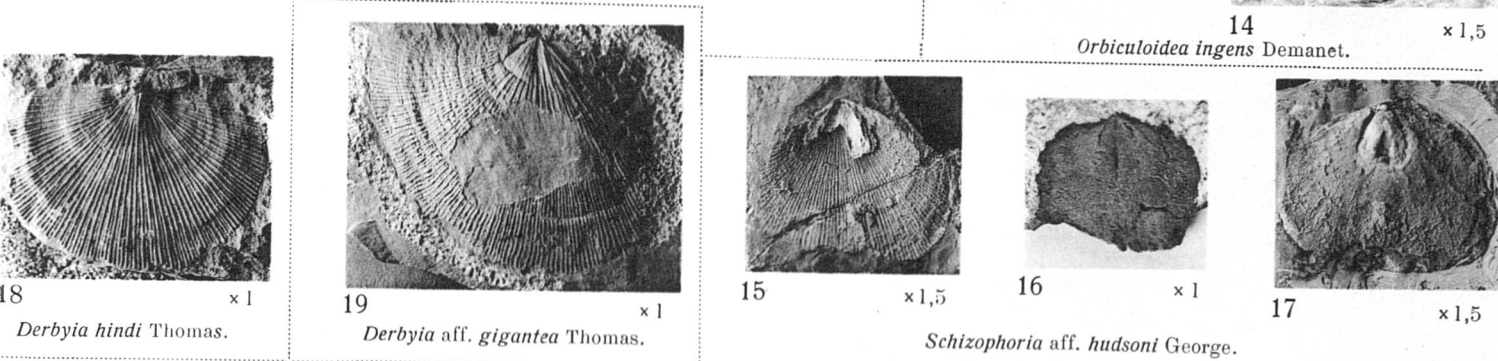 14 × 1,5
Orbiculoidea ingens Demanet.
18 × 1
Derbyia hindi Thomas.
19 × 1
Derbyia aff. gigantea Thomas.
15 × 1,5
16 × 1
17 × 1,5
Schizophoria aff. hudsoni George.